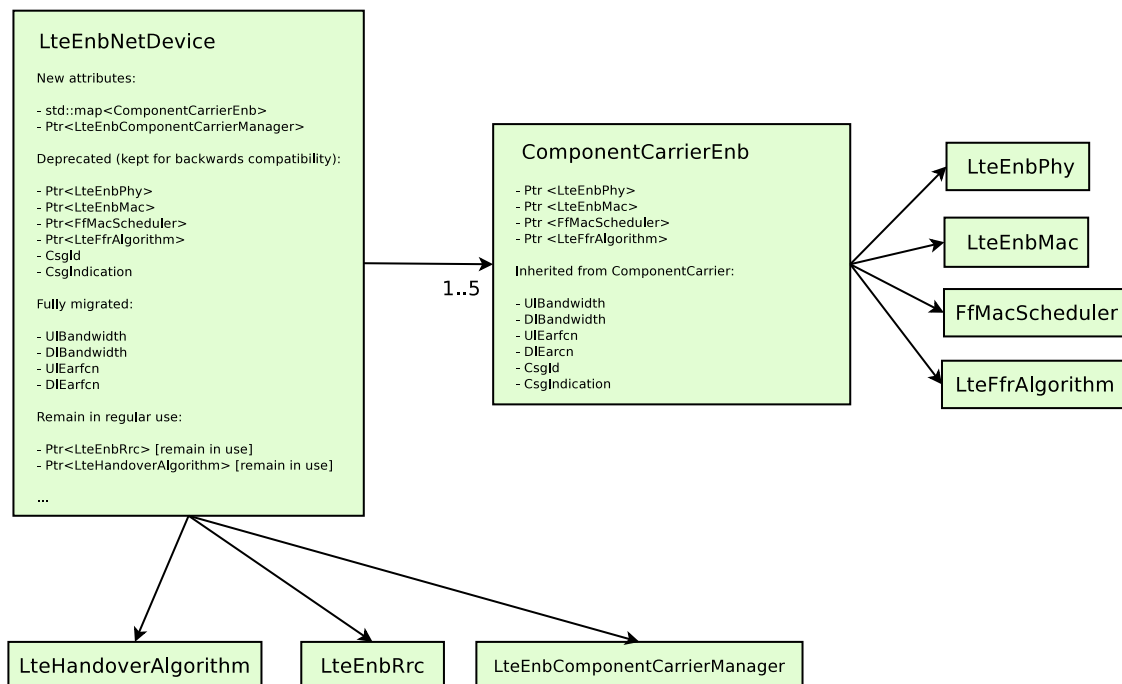 LteEnbNetDevice
New attributes:
- std::map<ComponentCarrierEnb>
- Ptr<LteEnbComponentCarrierManager>
Deprecated (kept for backwards compatibility):
- Ptr<LteEnbPhy>
- Ptr<LteEnbMac>
- Ptr<FfMacScheduler>
- Ptr<LteFfrAlgorithm>
- CsgId
- CsgIndication
Fully migrated:
- UlBandwidth
- DlBandwidth
- UlEarfcn
- DlEarfcn
Remain in regular use:
- Ptr<LteEnbRrc> [remain in use]
- Ptr<LteHandoverAlgorithm> [remain in use]
...
1..5
ComponentCarrierEnb
- Ptr <LteEnbPhy>
- Ptr <LteEnbMac>
- Ptr <FfMacScheduler>
- Ptr <LteFfrAlgorithm>
Inherited from ComponentCarrier:
- UlBandwidth
- DlBandwidth
- UlEarfcn
- DlEarcn
- CsgId
- CsgIndication
LteEnbPhy
LteEnbMac
FfMacScheduler
LteFfrAlgorithm
LteHandoverAlgorithm
LteEnbRrc
LteEnbComponentCarrierManager